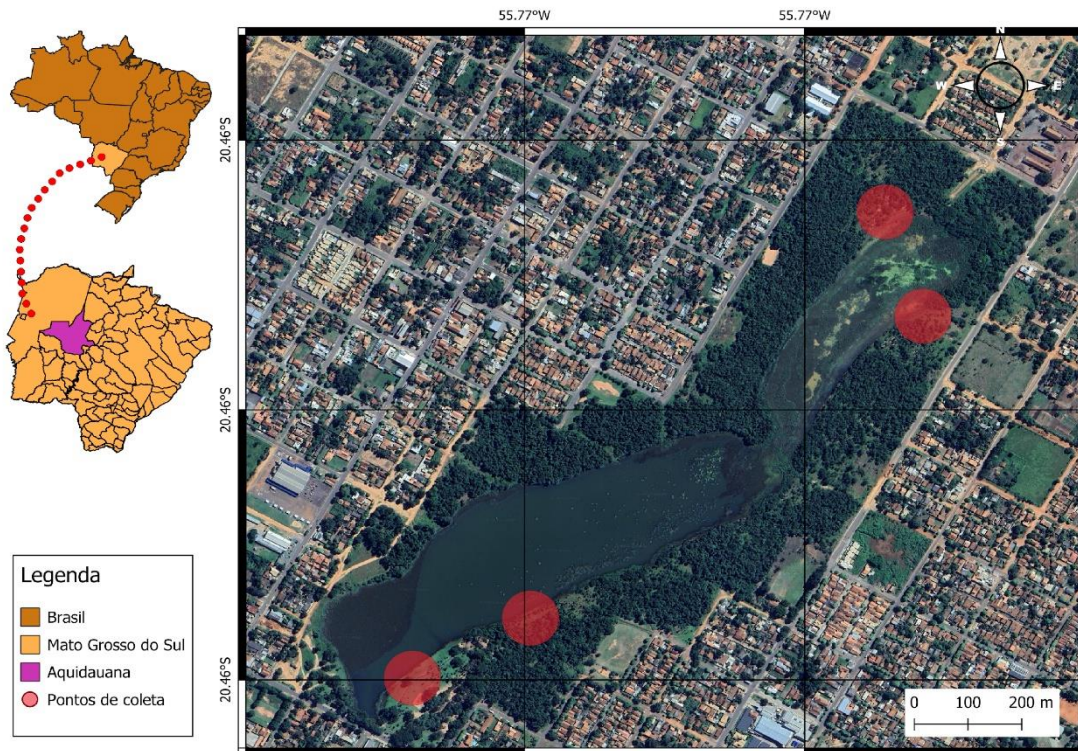 55.77°W
55.77°W
N
W
E
S
20.46°S
20.46°S
20.46°S
Legenda
Brasil
Mato Grosso do Sul
Aquidauana
Pontos de coleta
0
100
200 m